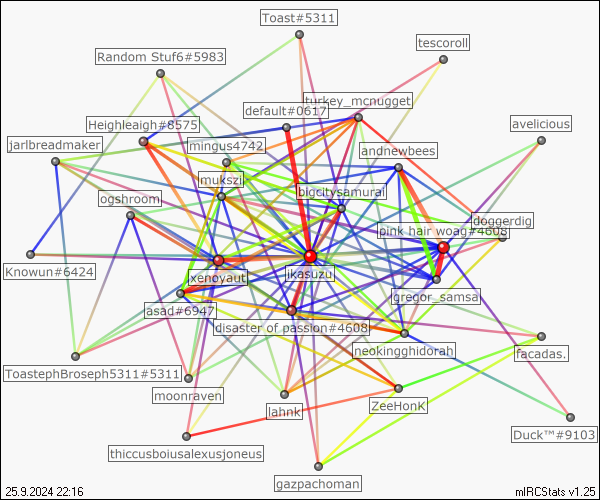 Toast#5311
tescoroll
Random Stuf6#5983
turkey_mcnugget
default#0617
Heighleaigh#8575
avelicious
mingus4742
jarlbreadmaker
andnewbees
mukszi
bigcitysamurai
ogshroom
doggerdig
pink hair woag#4608
Knowun#6424
xenoyaut
ikasuzu
gregor_samsa
asad#6947
disaster of passion#4608
neokingghidorah
facadas.
ToastephBroseph5311#5311
moonraven
lahnk
ZeeHonK
Duck™#9103
thiccusboiusalexusjoneus
gazpachoman
25.9.2024 22:16
mIRCStats v1.25